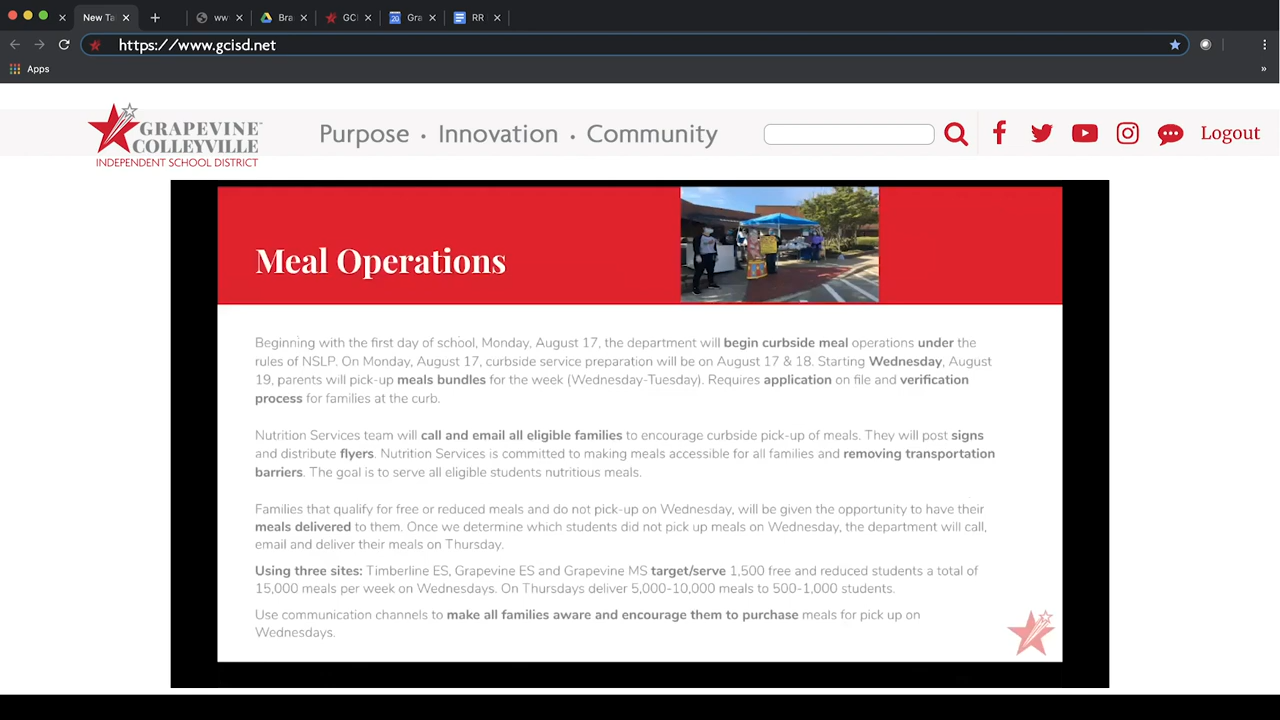 New Ta
ww
Bra
GCI
Gra
RR
https://www.gcisd.net
Apps
GRAPEVINE
COLLEYVILLE
INDEPENDENT SCHOOL DISTRICT
Purpose • Innovation • Community
Logout
Meal Operations
Beginning with the first day of school, Monday, August 17, the department will begin curbside meal operations under the
rules of NSLP. On Monday, August 17, curbside service preparation will be on August 17 & 18. Starting Wednesday, August
19, parents will pick-up meals bundles for the week (Wednesday-Tuesday). Requires application on file and verification
process for families at the curb.
Nutrition Services team will call and email all eligible families to encourage curbside pick-up of meals. They will post signs
and distribute flyers. Nutrition Services is committed to making meals accessible for all families and removing transportation
barriers. The goal is to serve all eligible students nutritious meals.
Families that qualify for free or reduced meals and do not pick-up on Wednesday, will be given the opportunity to have their
meals delivered to them. Once we determine which students did not pick up meals on Wednesday, the department will call,
email and deliver their meals on Thursday.
Using three sites: Timberline ES, Grapevine ES and Grapevine MS target/serve 1,500 free and reduced students a total of
15,000 meals per week on Wednesdays. On Thursdays deliver 5,000-10,000 meals to 500-1,000 students.
Use communication channels to make all families aware and encourage them to purchase meals for pick up on
Wednesdays.